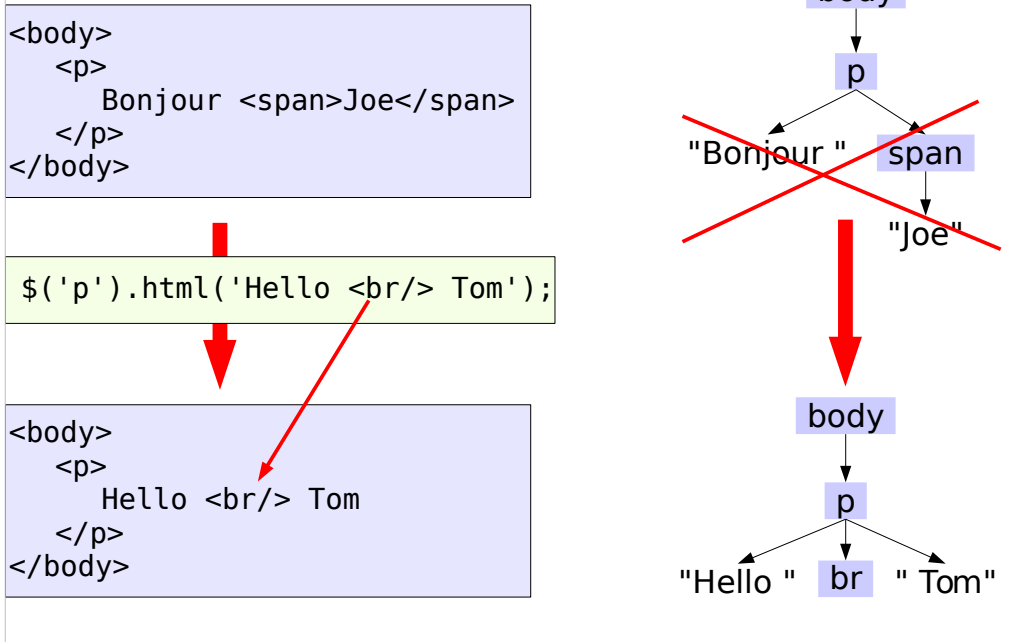 <body>
<p>
Bonjour <span>Joe</span>
</p>
</body>
$('p').html('Hello <br/> Tom');
<body>
<p>
Hello <br/> Tom
</p>
</body>
body
p
"Bonjour " span
"Joe"
body
p
"Hello " br " Tom"